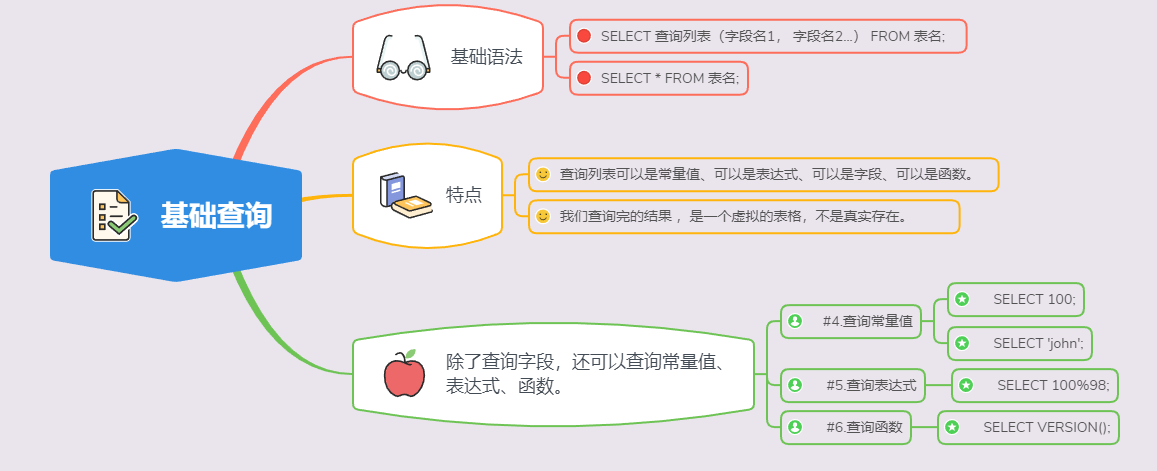 基础查询
基础语法
SELECT 查询列表（字段名1， 字段名2...） FROM 表名;
SELECT * FROM 表名;
特点
查询列表可以是常量值、可以是表达式、可以是字段、可以是函数。
我们查询完的结果 ，是一个虚拟的表格，不是真实存在。
除了查询字段，还可以查询常量值、
表达式、函数。
#4.查询常量值
SELECT 100;
SELECT 'john';
#5.查询表达式
SELECT 100%98;
#6.查询函数
SELECT VERSION();